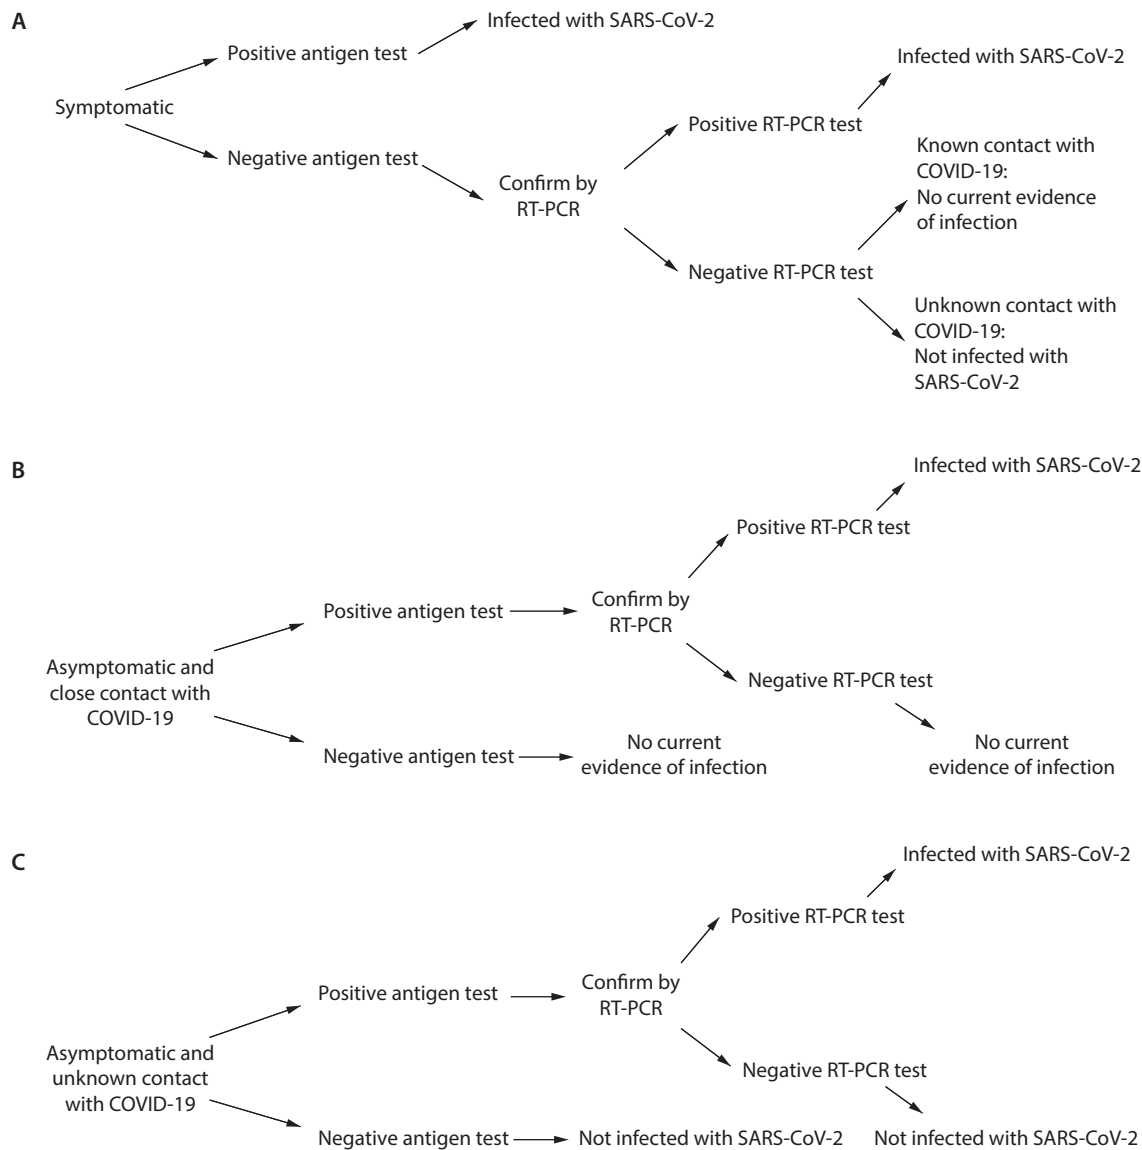 A
Infected with SARS-CoV-2
Positive antigen test
Symptomatic
Negative antigen test
Confirm by
RT-PCR
Positive RT-PCR test
Infected with SARS-CoV-2
Negative RT-PCR test
Known contact with
COVID-19:
No current evidence
of infection
Unknown contact with
COVID-19:
Not infected with
SARS-CoV-2
B
Asymptomatic and
close contact with
COVID-19
Positive antigen test
Confirm by
RT-PCR
Positive RT-PCR test
Infected with SARS-CoV-2
Negative RT-PCR test
No current
evidence of infection
Negative antigen test
No current
evidence of infection
C
Asymptomatic and
unknown contact
with COVID-19
Positive antigen test
Confirm by
RT-PCR
Positive RT-PCR test
Infected with SARS-CoV-2
Negative RT-PCR test
Not infected with SARS-CoV-2
Negative antigen test
Not infected with SARS-CoV-2